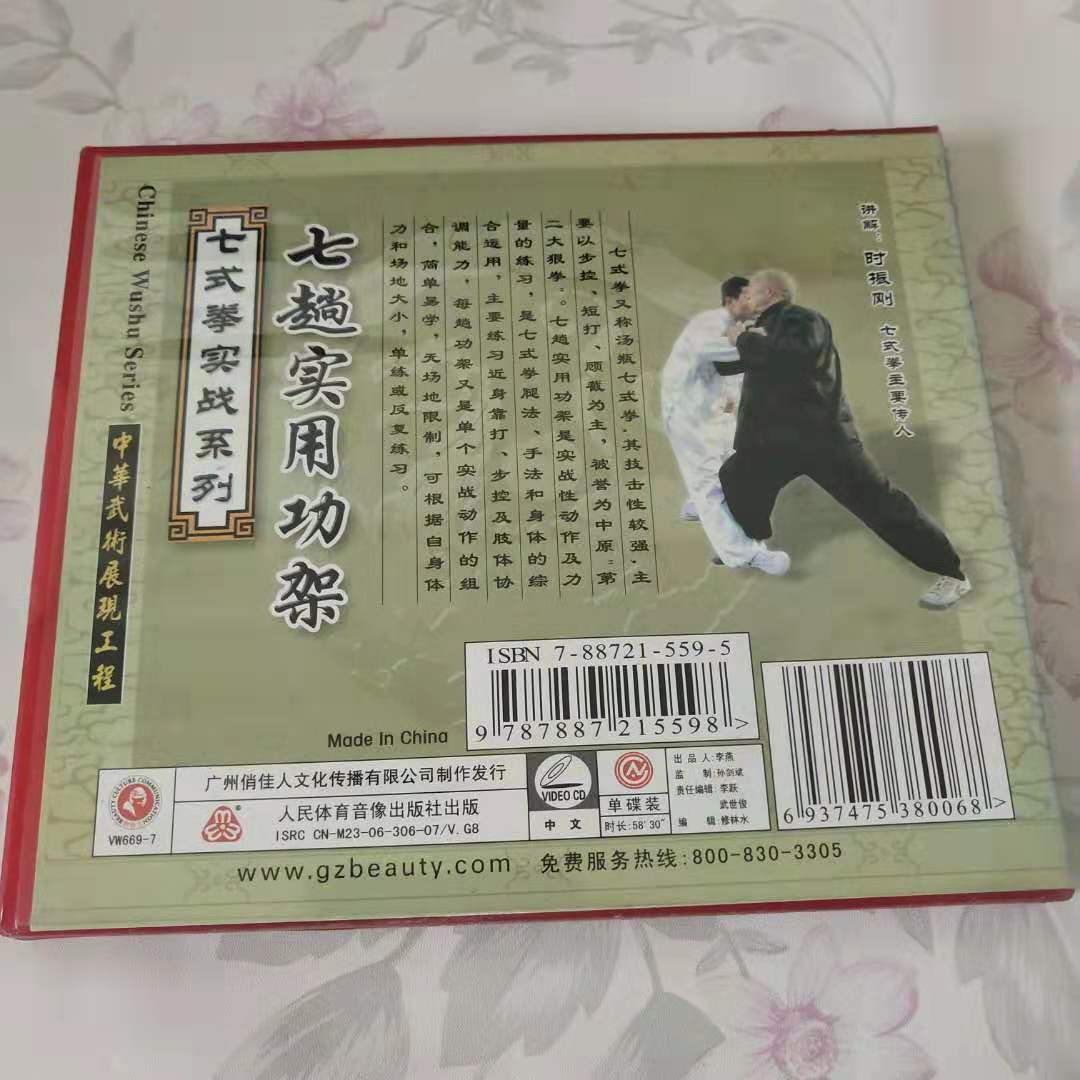 Chinese Wushu Series
中華武術展現工程
七式拳实战系列
七趟实用功架
讲解：时振刚 七式拳主要传人
七式拳又称汤瓶七式拳，其技击性较强，主
要以步控、短打、顾截为主，被誉为中原“第
二大狠拳”。七趟实用功架是实战性动作及力
量的练习，是七式拳腿法、手法和身体的综
合运用，主要练习近身靠打、步控及肢体协
调能力，每趟功架又是单个实战动作的组
合，简单易学，无场地限制，可根据自身体
力和场地大小，单练或反复练习。
ISBN 7-88721-559-5
9 787887 215598 >
Made In China
6 937475 380068 >
BEAUTY CULTURE COMMUNICATION
VW669-7
广州俏佳人文化传播有限公司制作发行
人民体育音像出版社出版
ISRC CN-M23-06-306-07/V.G8
VIDEO CD
中 文
单碟装
时长:58'30"
出 品 人:李燕
监 制:孙剑斌
责任编辑:李跃
武世俊
编 辑:修林水
www.gzbeauty.com 免费服务热线:800-830-3305